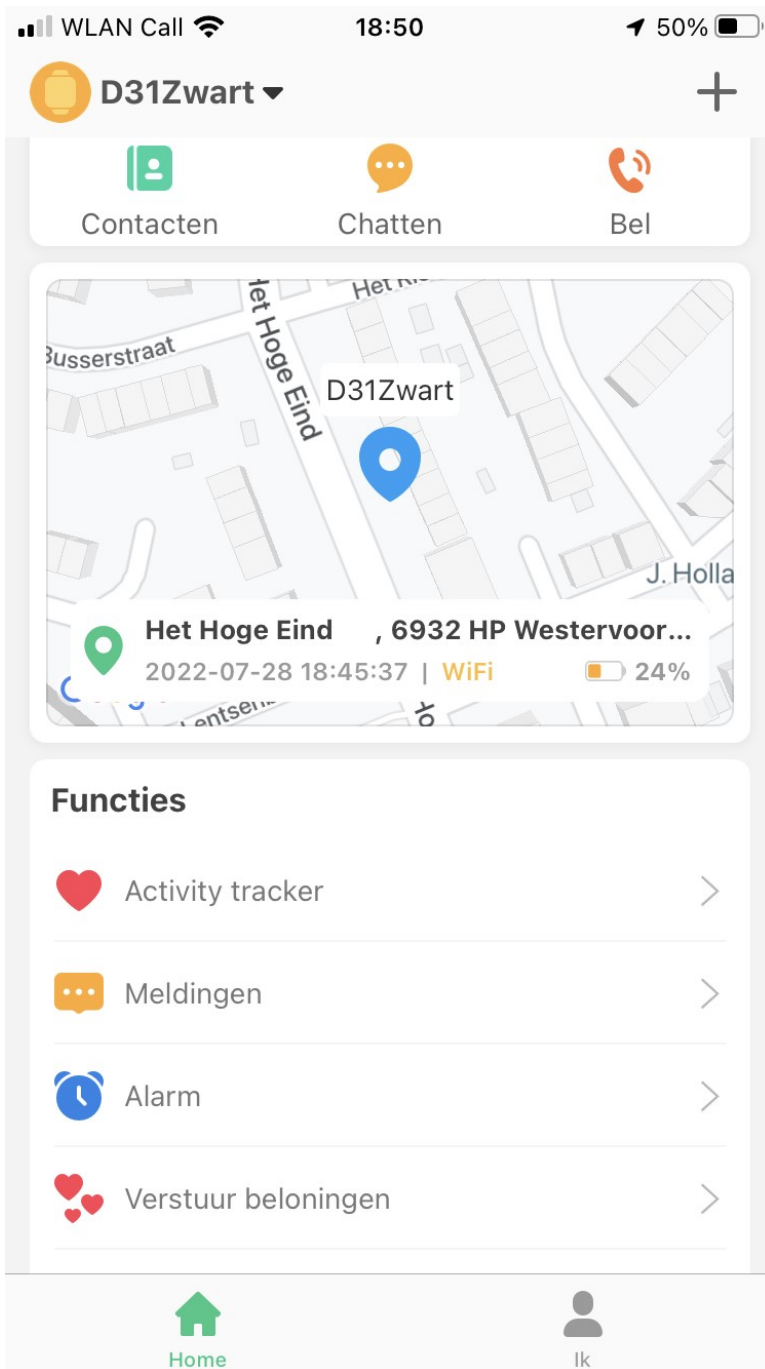 WLAN Call 18:50 50%
D31Zwart
Contacten Chatten Bel
Het Hoge Eind
Busserstraat
D31Zwart
J. Holla
Het Hoge Eind , 6932 HP Westervoor...
2022-07-28 18:45:37 | WiFi 24%
Functies
Activity tracker
Meldingen
Alarm
Verstuur beloningen
Home Ik